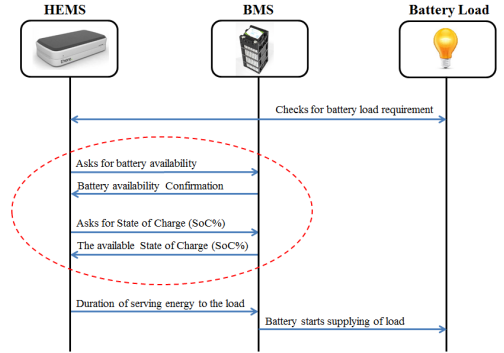 HEMS BMS Battery Load
Checks for battery load requirement
Asks for battery availability
Battery availability Confirmation
Asks for State of Charge (SoC%)
The available State of Charge (SoC%)
Duration of serving energy to the load
Battery starts supplying of load